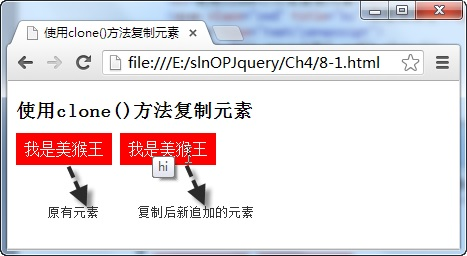 使用clone()方法复制元素
file:///E:/slnOPJquery/Ch4/8-1.html
使用clone()方法复制元素
我是美猴王 我是美猴王
hi
原有元素 复制后新追加的元素